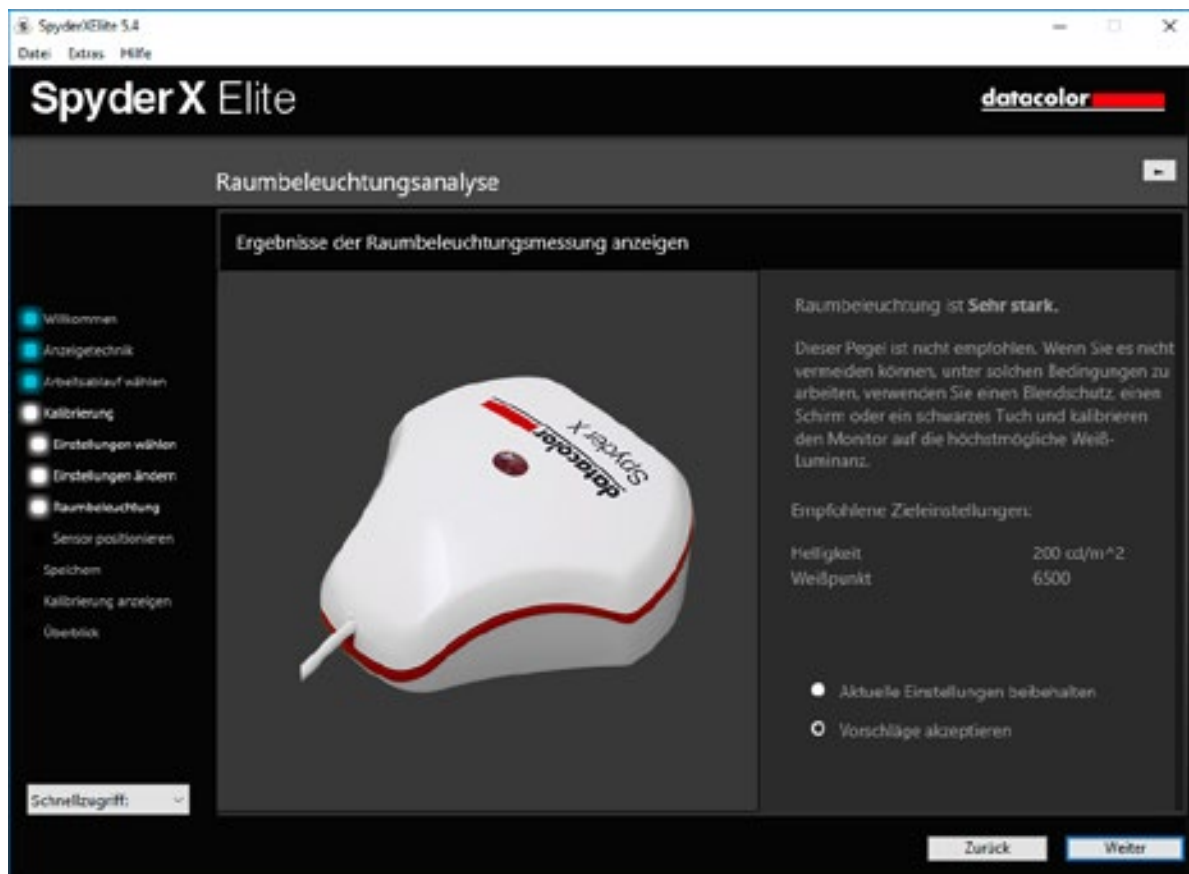 SpyderXElite 5.4
Datei Extras Hilfe
SpyderX Elite
datacolor
Raumbeleuchtungsanalyse
Ergebnisse der Raumbeleuchtungsmessung anzeigen
Willkommen
Anzeigetechnik
Arbeitsablauf wählen
Kalibrierung
Einstellungen wählen
Einstellungen ändern
Raumbeleuchtung
Sensor positionieren
Speichern
Kalibrierung anzeigen
Überblick
Schnellzugriff:
datacolor
Spyder X
Raumbeleuchtung ist Sehr stark.
Dieser Pegel ist nicht empfohlen. Wenn Sie es nicht
vermeiden können, unter solchen Bedingungen zu
arbeiten, verwenden Sie einen Blendschutz, einen
Schirm oder ein schwarzes Tuch und kalibrieren
den Monitor auf die höchstmögliche Weiß-
Luminanz.
Empfohlene Zieleinstellungen:
Helligkeit 200 cd/m^2
Weißpunkt 6500
Aktuelle Einstellungen beibehalten
Vorschläge akzeptieren
Zurück Weiter